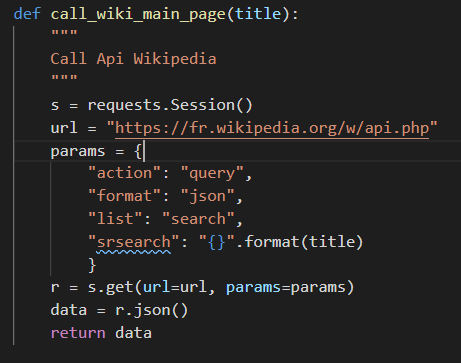 def call_wiki_main_page(title):
    """
    Call Api Wikipedia
    """
    s = requests.Session()
    url = "https://fr.wikipedia.org/w/api.php"
    params = {
        "action": "query",
        "format": "json",
        "list": "search",
        "srsearch": "{}".format(title)
        }
    r = s.get(url=url, params=params)
    data = r.json()
    return data